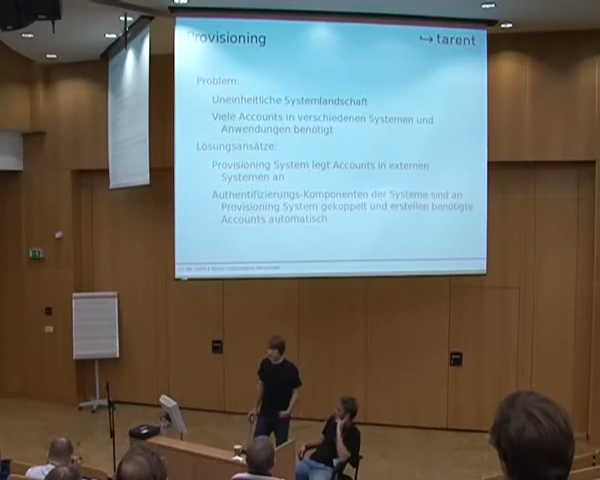 Provisioning
tarent
Problem:
Uneinheitliche Systemlandschaft
Viele Accounts in verschiedenen Systemen und
Anwendungen benötigt
Lösungsansätze:
Provisioning System legt Accounts in externen
Systemen an
Authentifizierungs-Komponenten der Systeme sind an
Provisioning System gekoppelt und erstellen benötigte
Accounts automatisch